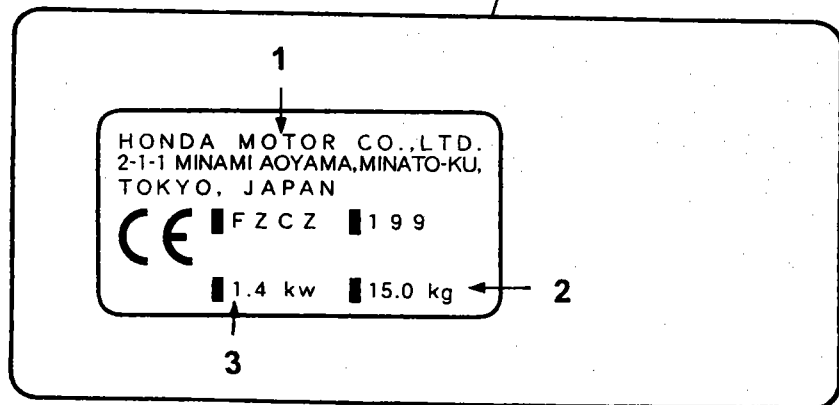 1
HONDA MOTOR CO.,LTD.
2-1-1 MINAMI AOYAMA,MINATO-KU,
TOKYO, JAPAN
CE FZCZ 199
1.4 kw 15.0 kg 2
3